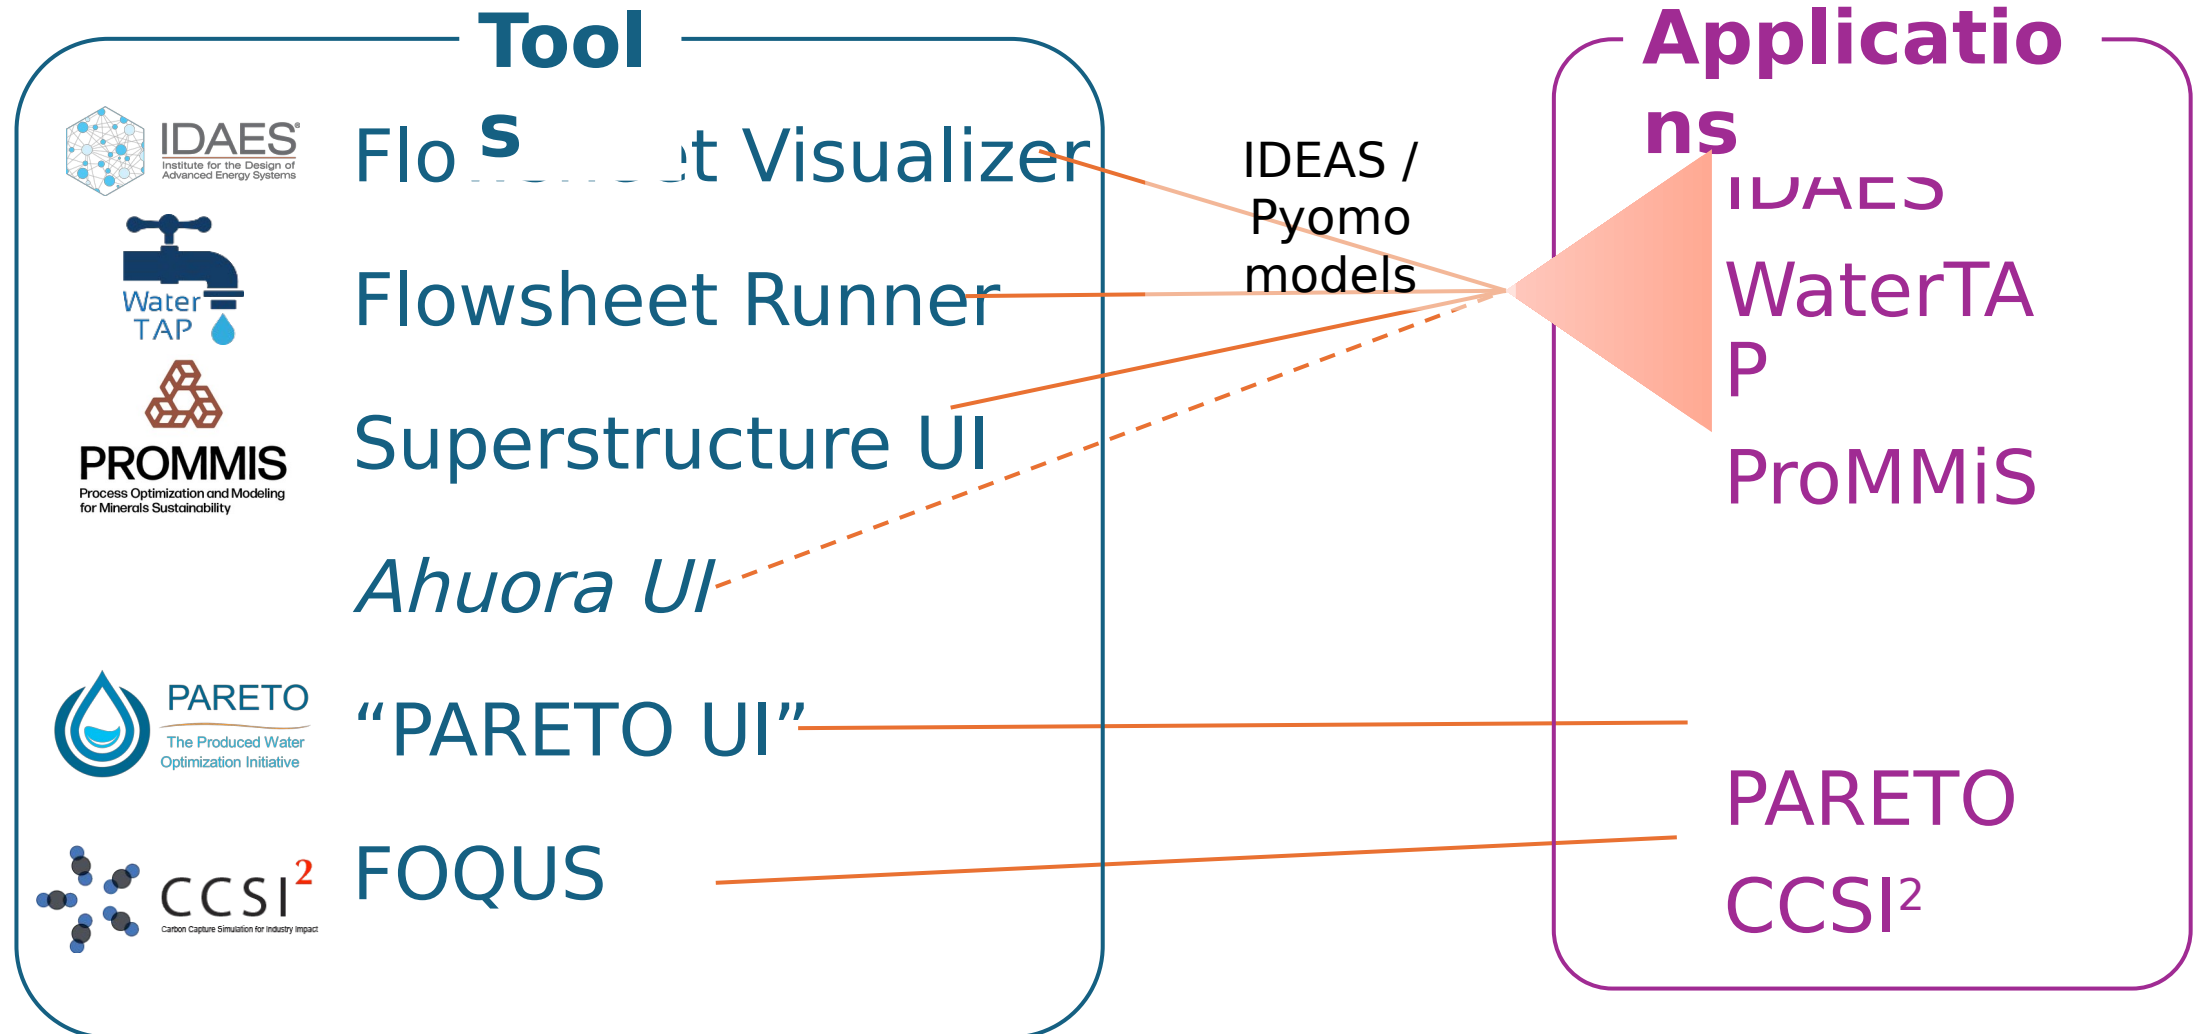 Tool
s
IDAES®
Institute for the Design of
Advanced Energy Systems
Water
TAP
PROMMIS
Process Optimization and Modeling
for Minerals Sustainability
PARETO
The Produced Water
Optimization Initiative
CCSI2
Carbon Capture Simulation for Industry Impact
Visualizer
Flowsheet Runner
Superstructure UI
Ahuora UI
“PARETO UI”
FOQUS
IDEAS /
Pyomo
models
Applicatio
ns
IDAES
WaterTA
P
ProMMiS
PARETO
CCSI2